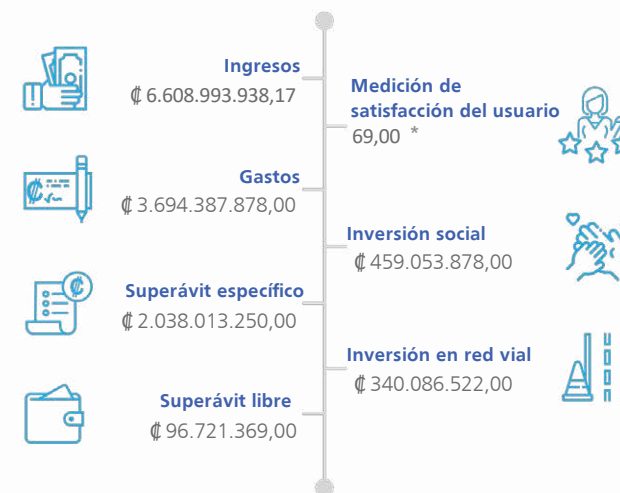 Ingresos
₡ 6.608.993.938,17
Medición de
satisfacción del usuario
69,00 *
Gastos
₡ 3.694.387.878,00
Inversión social
₡ 459.053.878,00
Superávit específico
₡ 2.038.013.250,00
Inversión en red vial
₡ 340.086.522,00
Superávit libre
₡ 96.721.369,00